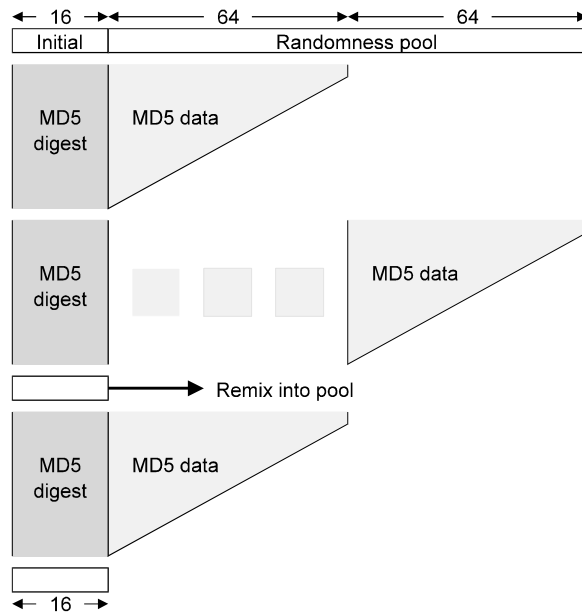 16 64 64
Initial Randomness pool
MD5 digest MD5 data
MD5 digest MD5 data
Remix into pool
MD5 digest MD5 data
16